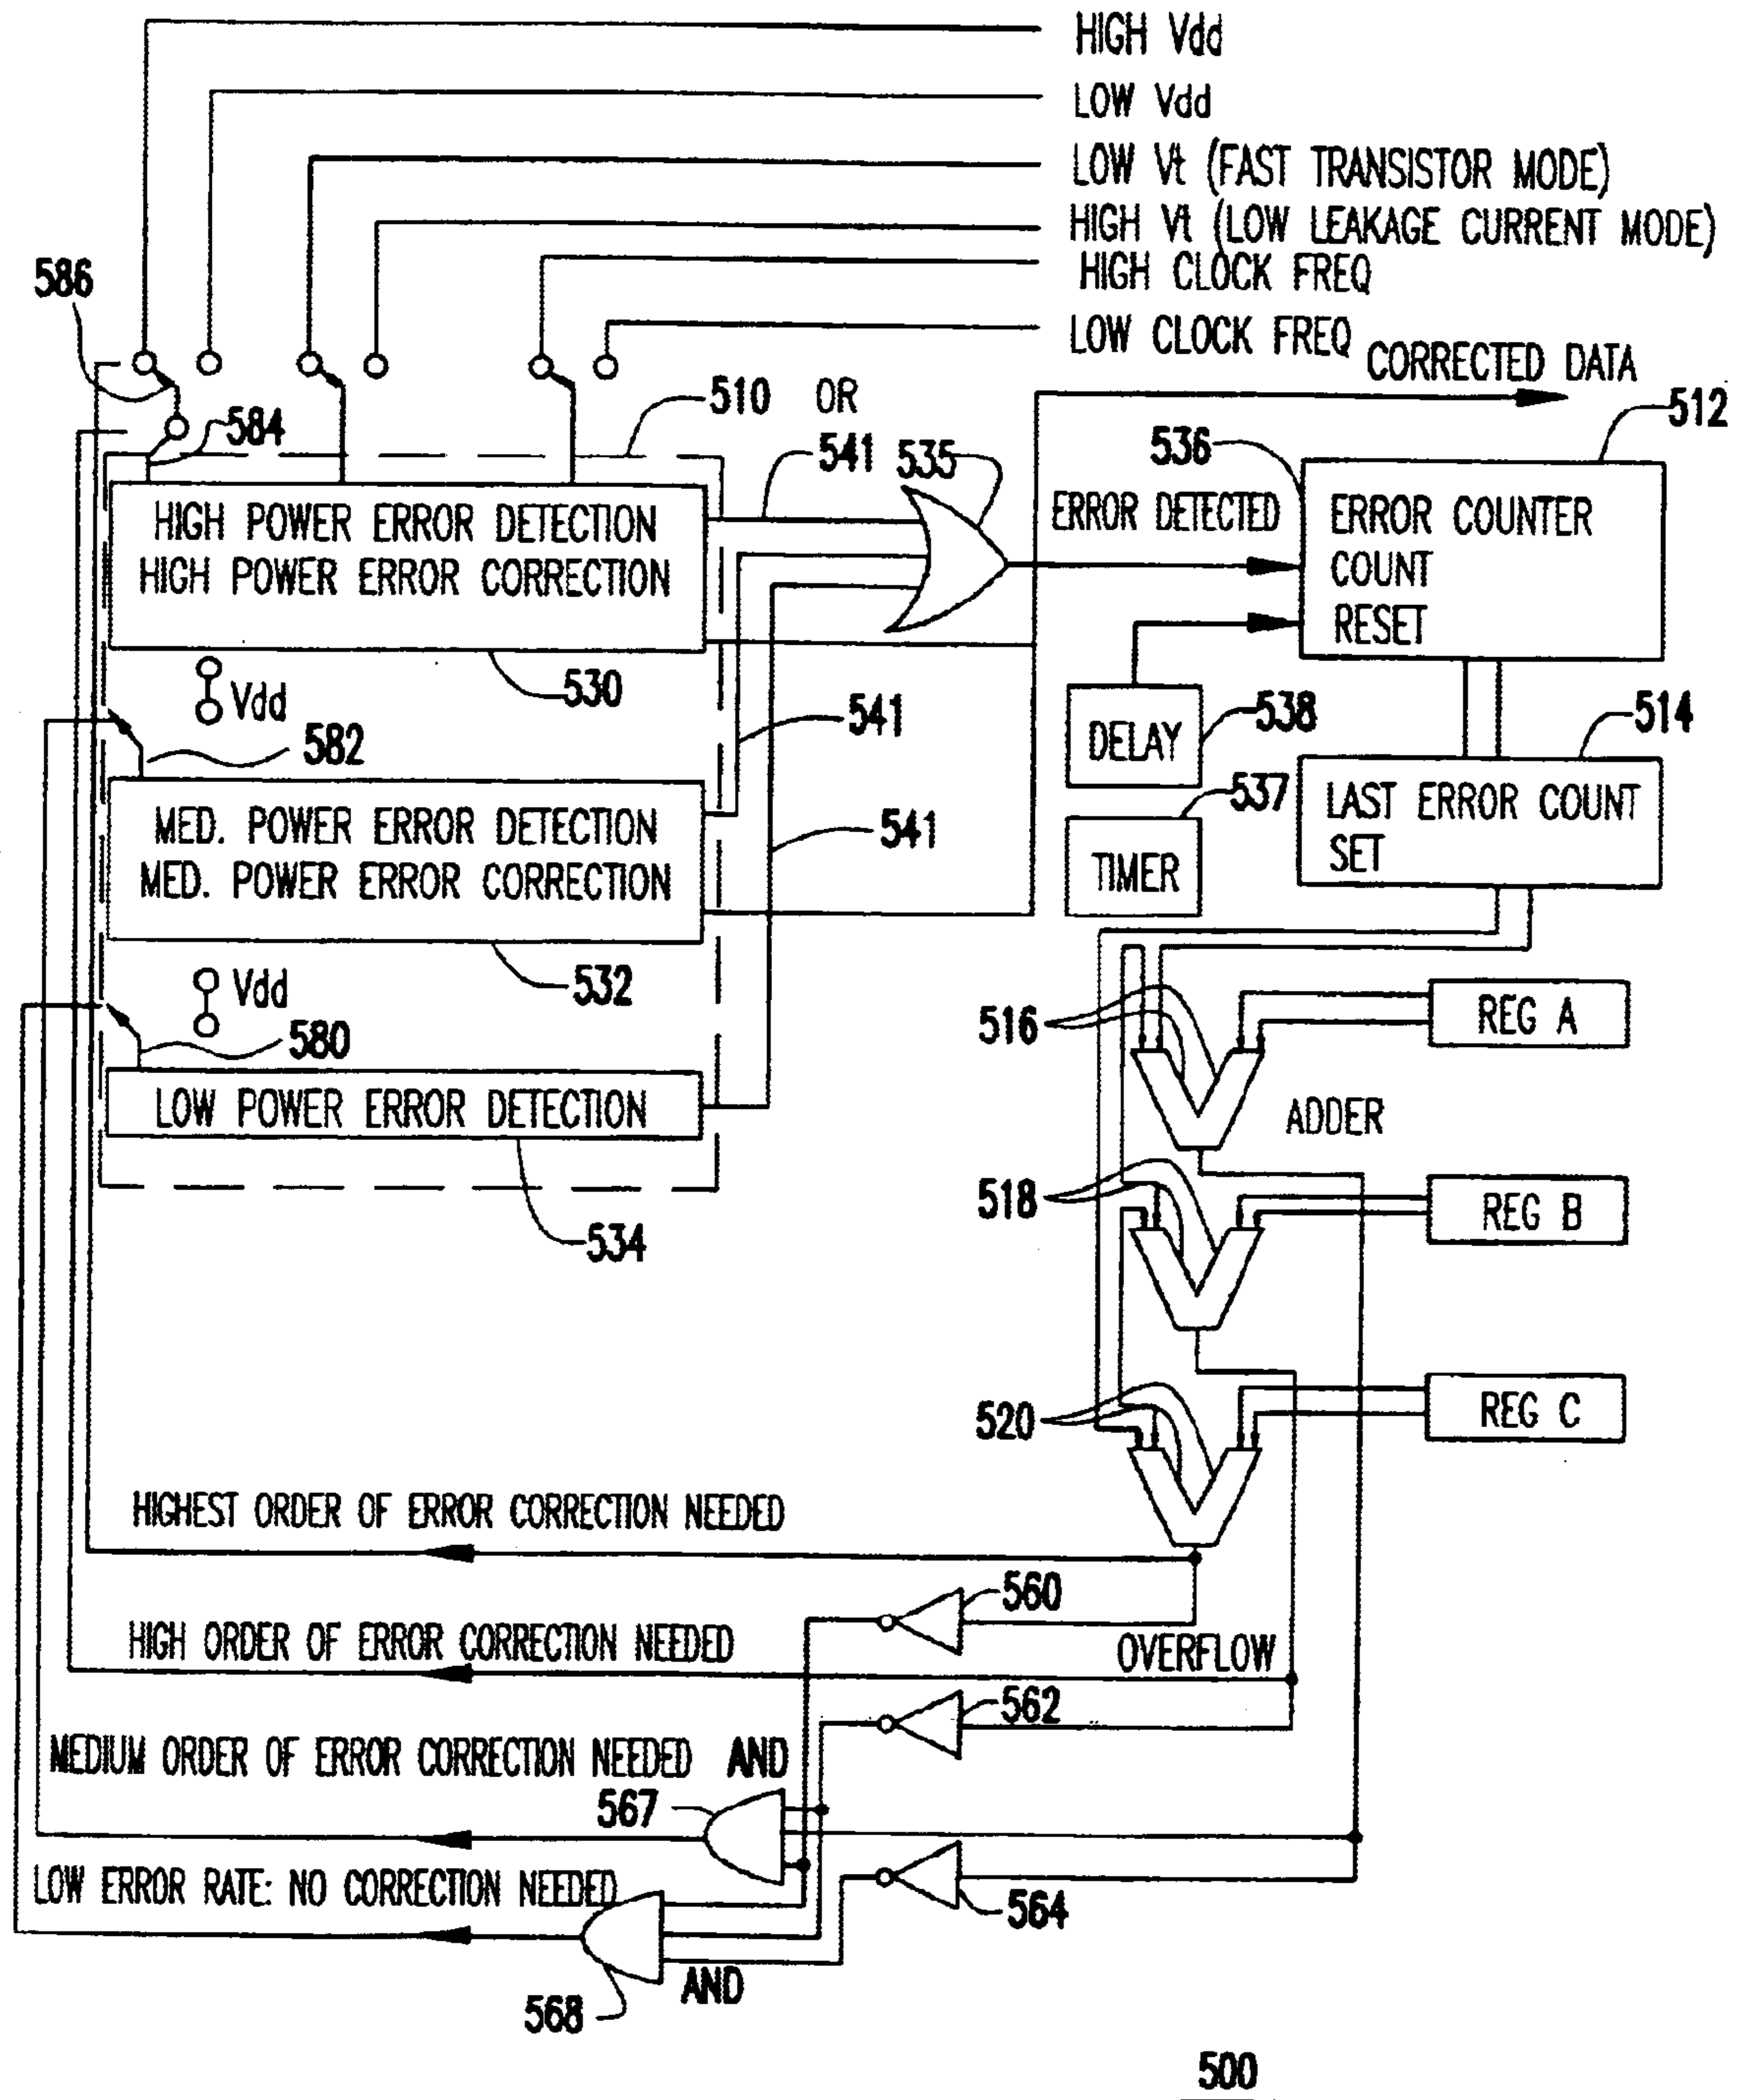 HIGH Vdd
LOW Vdd
LOW Vt (FAST TRANSISTOR MODE)
HIGH Vt (LOW LEAKAGE CURRENT MODE)
HIGH CLOCK FREQ
LOW CLOCK FREQ
CORRECTED DATA
586
584
510
OR
541
535
536
512
ERROR DETECTED
ERROR COUNTER
COUNT
RESET
HIGH POWER ERROR DETECTION
HIGH POWER ERROR CORRECTION
530
Vdd
582
541
DELAY
538
514
537
TIMER
LAST ERROR COUNT
SET
MED. POWER ERROR DETECTION
MED. POWER ERROR CORRECTION
541
532
Vdd
580
LOW POWER ERROR DETECTION
534
516
REG A
ADDER
518
REG B
520
REG C
HIGHEST ORDER OF ERROR CORRECTION NEEDED
560
HIGH ORDER OF ERROR CORRECTION NEEDED
OVERFLOW
562
MEDIUM ORDER OF ERROR CORRECTION NEEDED
AND
567
LOW ERROR RATE: NO CORRECTION NEEDED
564
AND
568
500